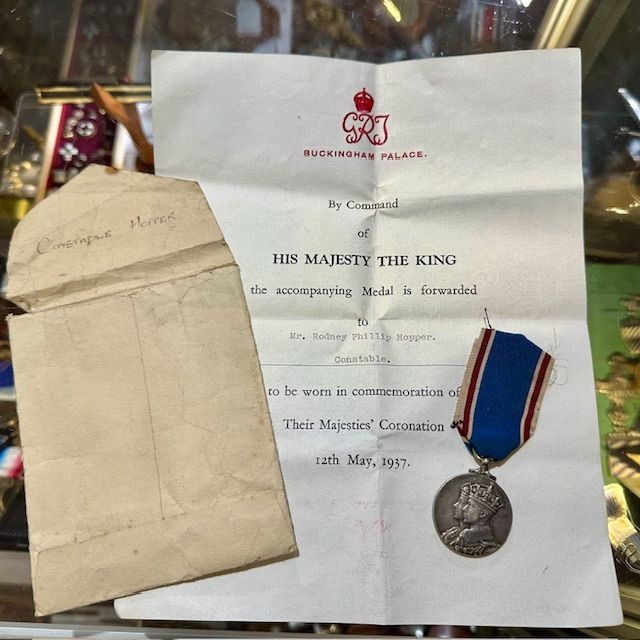 GRI
BUCKINGHAM PALACE.
By Command
of
HIS MAJESTY THE KING
the accompanying Medal is forwarded
to
Mr. Rodney Phillip Hopper.
Constable.
to be worn in commemoration of
Their Majesties' Coronation
12th May, 1937.
CONSTABLE HOPPER